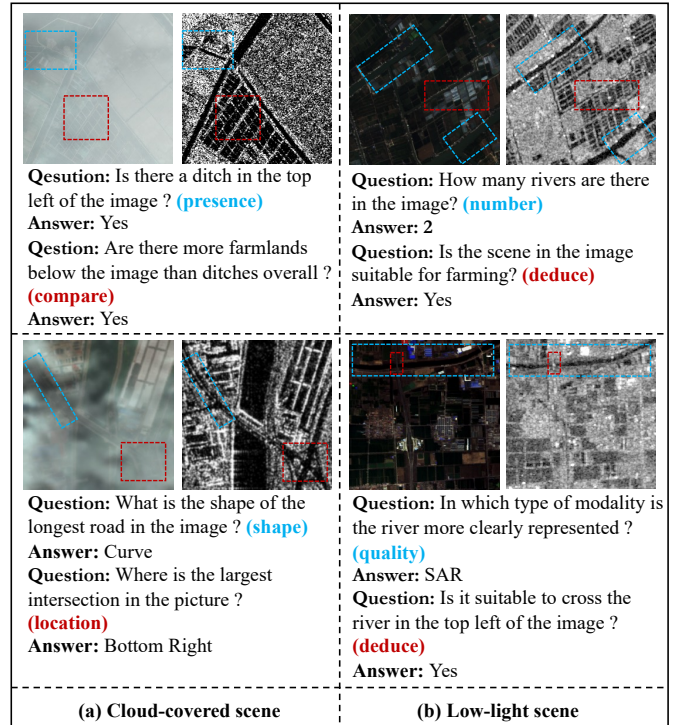 Qesution: Is there a ditch in the top
left of the image ? (presence)
Answer: Yes
Qestion: Are there more farmlands
below the image than ditches overall ?
(compare)
Answer: Yes
Question: How many rivers are there
in the image? (number)
Answer: 2
Question: Is the scene in the image
suitable for farming? (deduce)
Answer: Yes
Question: What is the shape of the
longest road in the image ? (shape)
Answer: Curve
Question: Where is the largest
intersection in the picture ?
(location)
Answer: Bottom Right
Question: In which type of modality is
the river more clearly represented ?
(quality)
Answer: SAR
Question: Is it suitable to cross the
river in the top left of the image ?
(deduce)
Answer: Yes
(a) Cloud-covered scene
(b) Low-light scene